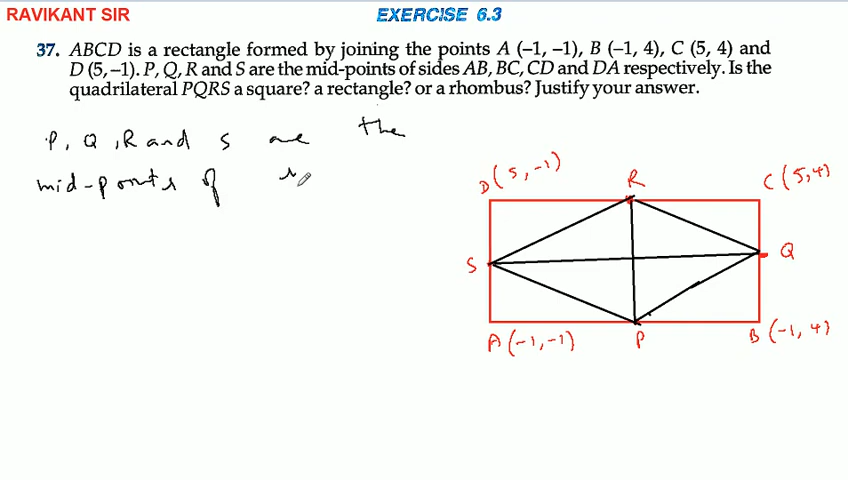 RAVIKANT SIR
EXERCISE 6.3
37. ABCD is a rectangle formed by joining the points A (–1, –1), B (–1, 4), C (5, 4) and
D (5, –1). P, Q, R and S are the mid-points of sides AB, BC, CD and DA respectively. Is the
quadrilateral PQRS a square? a rectangle? or a rhombus? Justify your answer.
P, Q, R and S are the
mid-points of
D(5, -1)
R
C(5, 4)
S
Q
A(-1, -1)
P
B(-1, 4)